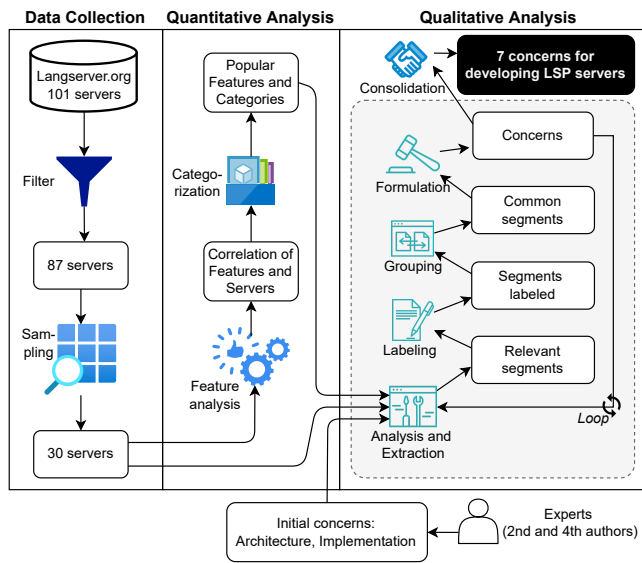 Data Collection
Quantitative Analysis
Qualitative Analysis
Langserver.org
101 servers
Filter
87 servers
Sam-
pling
30 servers
Popular
Features and
Categories
Catego-
rization
Correlation of
Features and
Servers
Feature
analysis
Consolidation
7 concerns for
developing LSP servers
Concerns
Formulation
Common
segments
Grouping
Segments
labeled
Labeling
Relevant
segments
Analysis and
Extraction
Loop
Initial concerns:
Architecture, Implementation
Experts
(2nd and 4th authors)